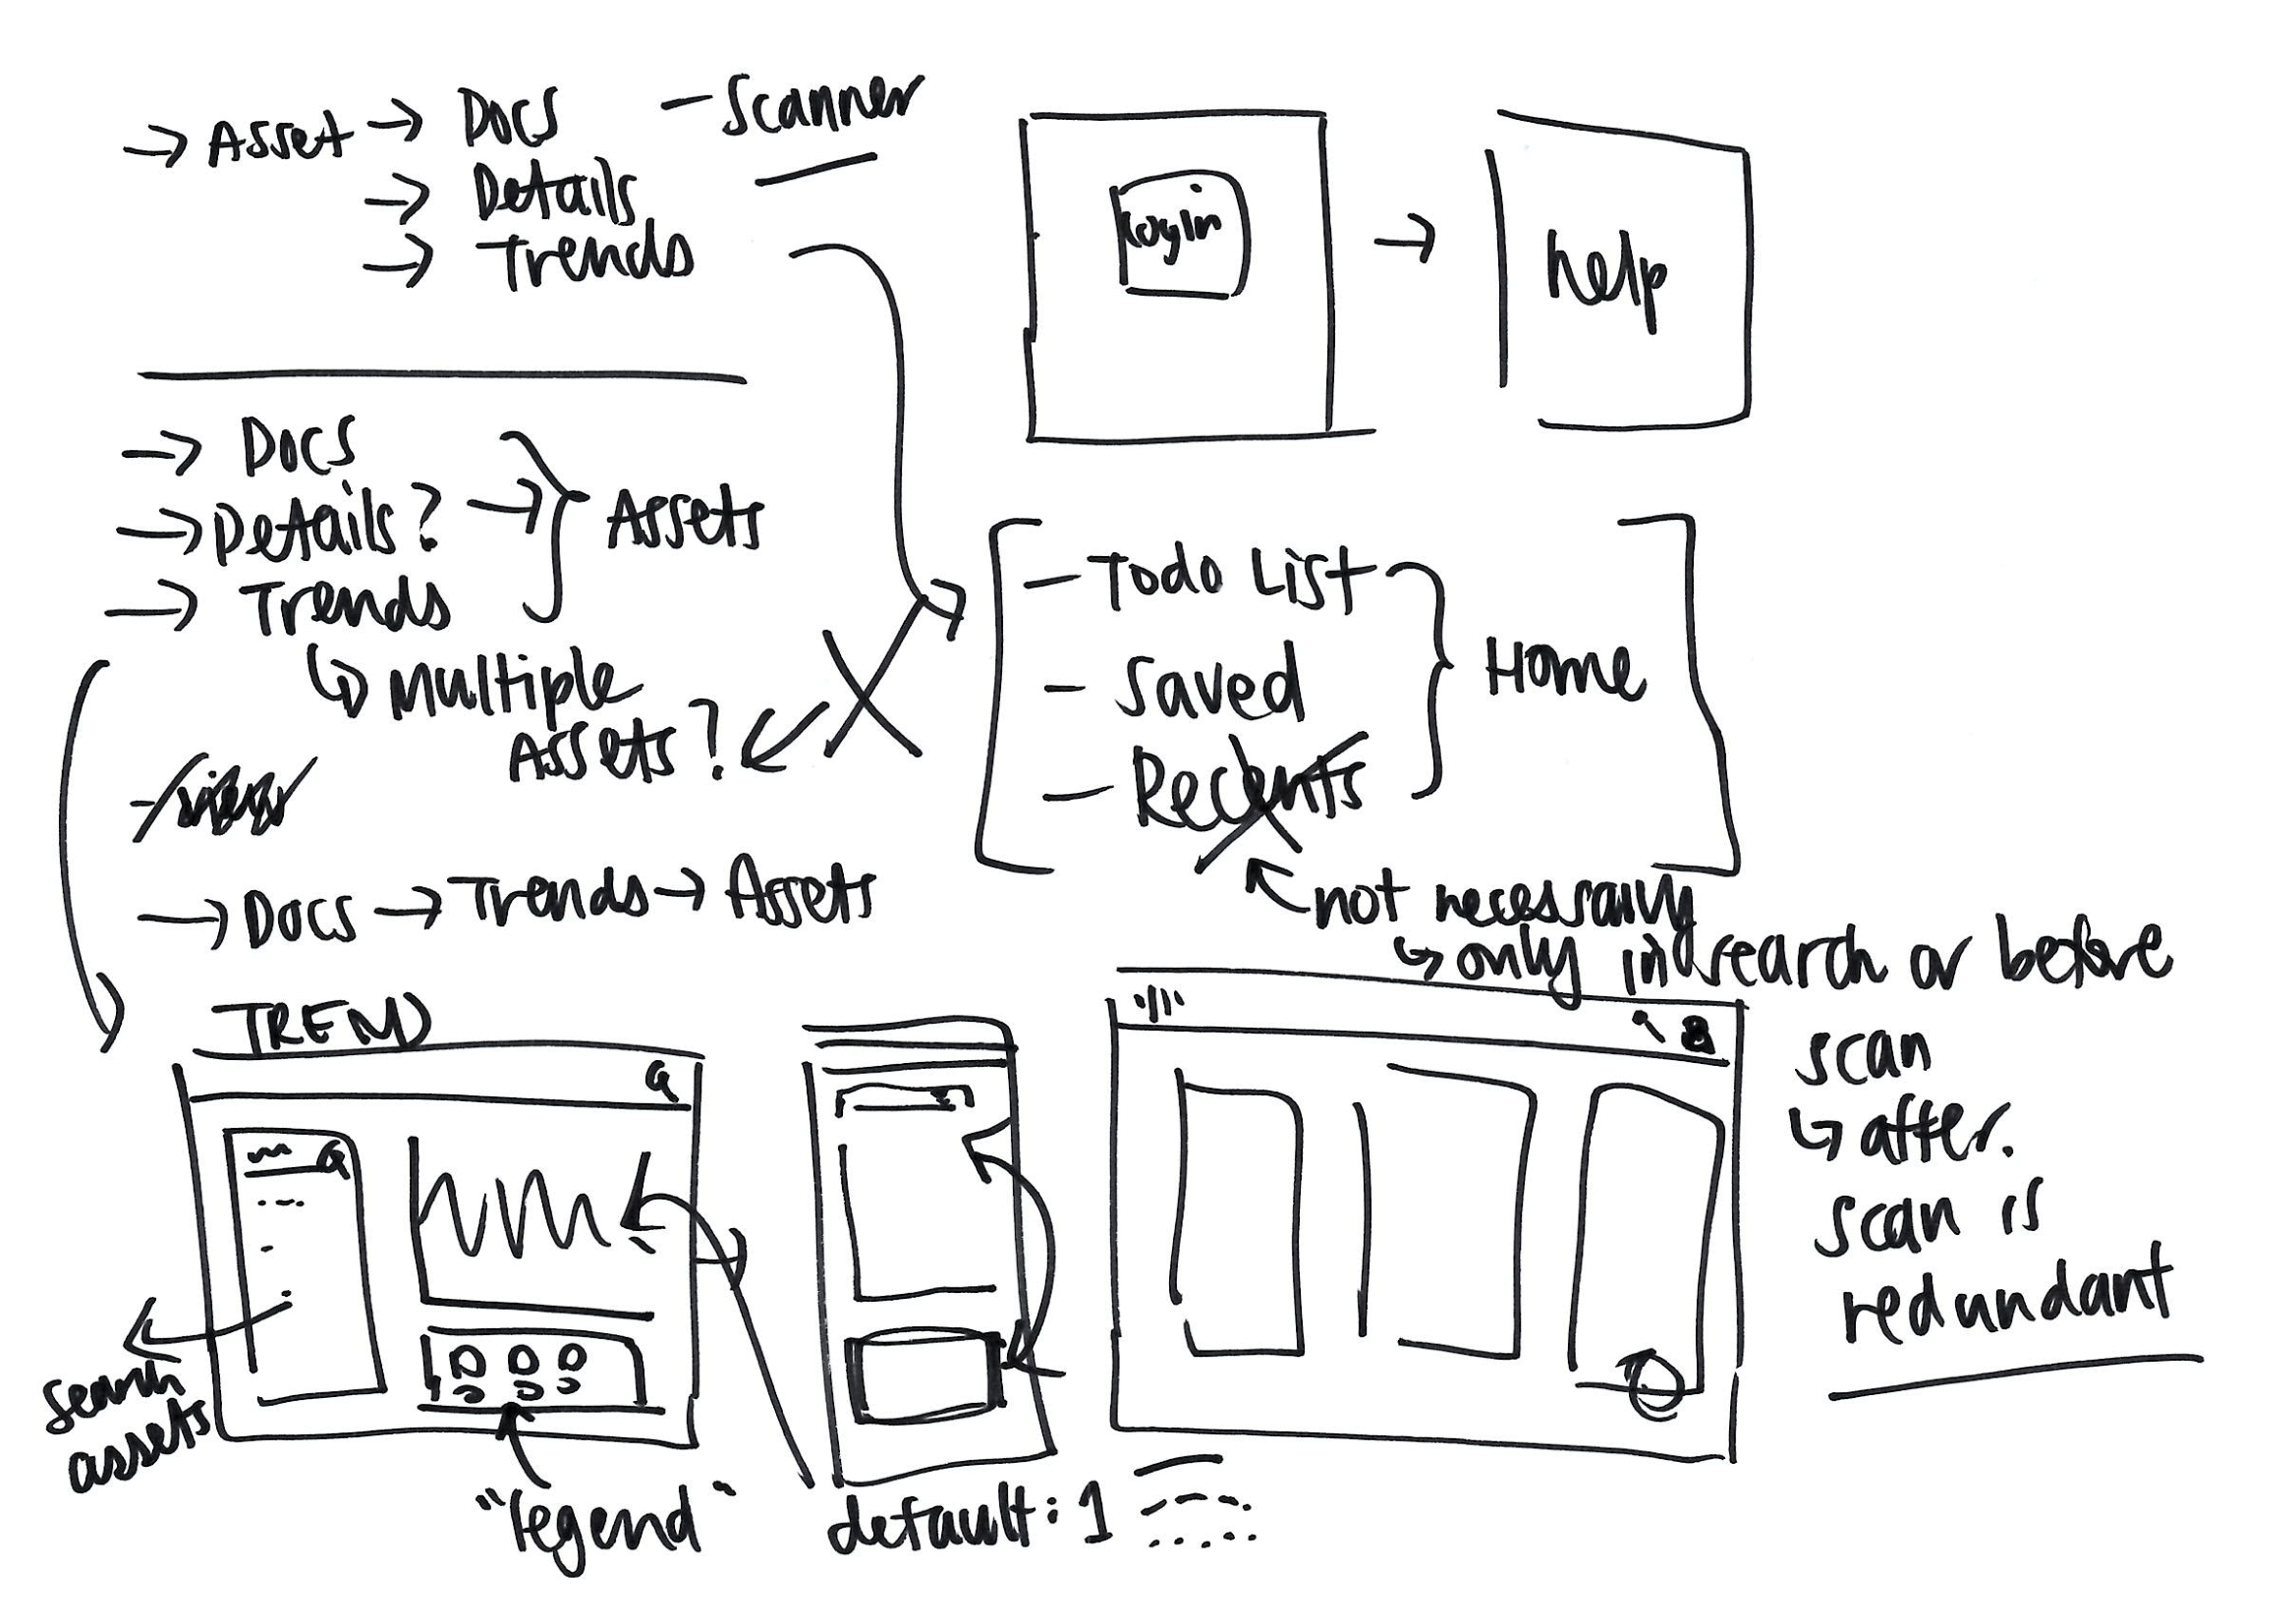 → Asset → Docs - Scanner
→ Details
→ Trends
login → help
→ Docs
→ Details? → Assets
→ Trends
↳ Multiple
Assets?
- Todo List
- Saved
- Recents
Home
→ Docs → Trends → Assets
not necessary
↳ only in search or before
scan
↳ after.
scan is
redundant
TREND
search
assets
"legend"
default: 1